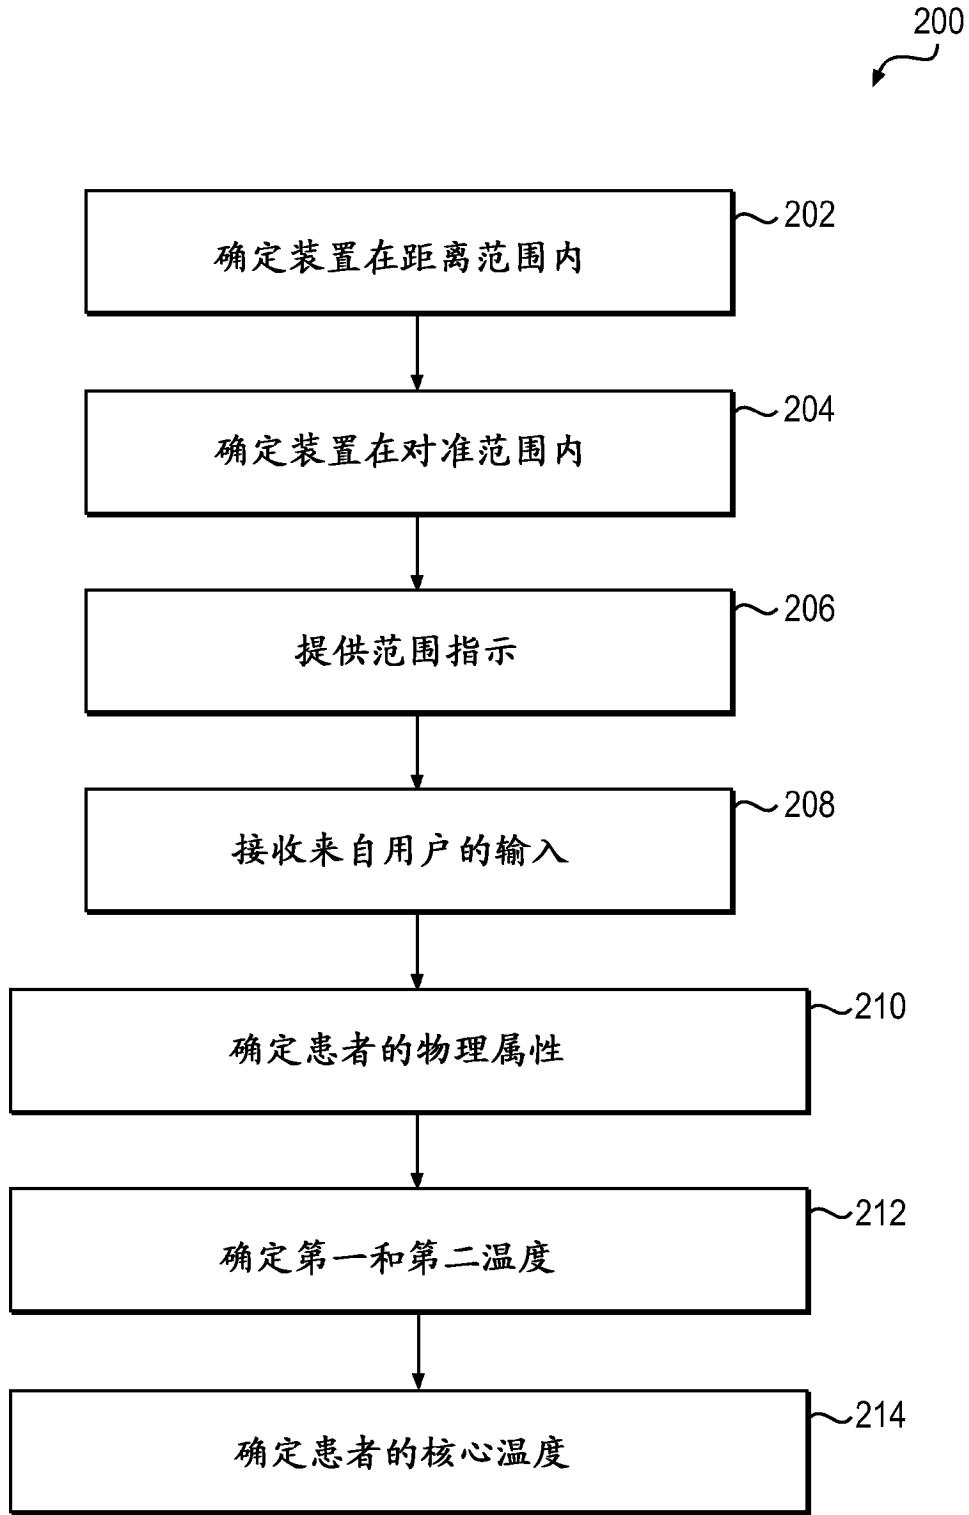 200
确定装置在距离范围内
202
确定装置在对准范围内
204
提供范围指示
206
接收来自用户的输入
208
确定患者的物理属性
210
确定第一和第二温度
212
确定患者的核心温度
214